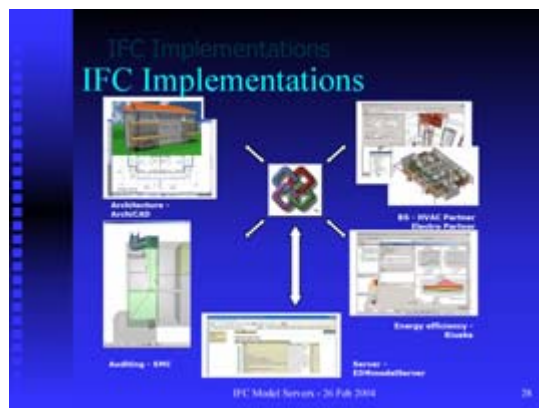 IFC Implementations
IFC Implementations
Architecture -
ArchiCAD
BS - HVAC Partner
Electro Partner
Energy efficiency -
Riuska
Auditing - SMC
Server -
EDMmodelServer
IFC Model Servers - 26 Feb 2004
28